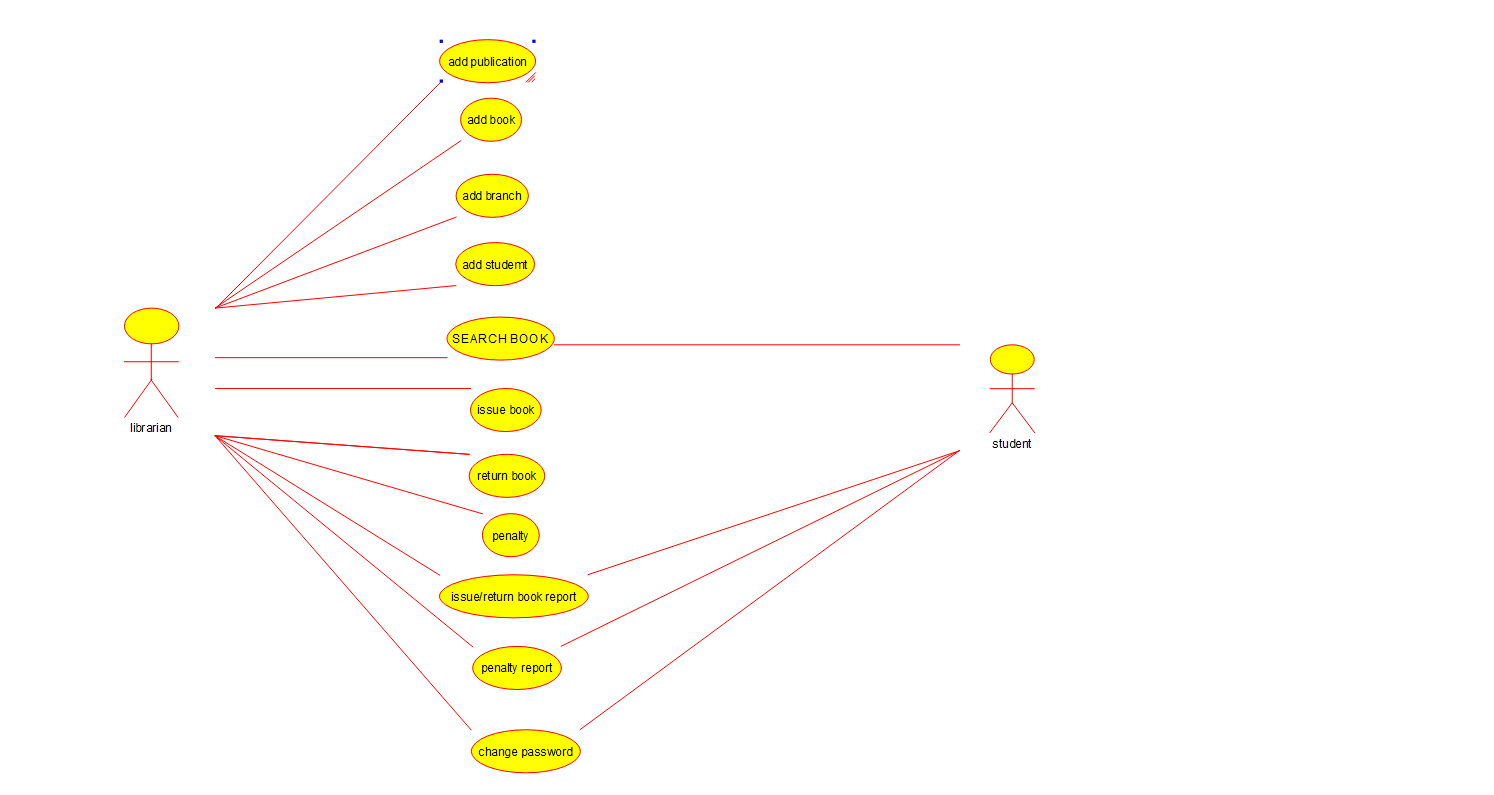 add publication
add book
add branch
add studemt
SEARCH BOOK
issue book
librarian
student
return book
penalty
issue/return book report
penalty report
change password